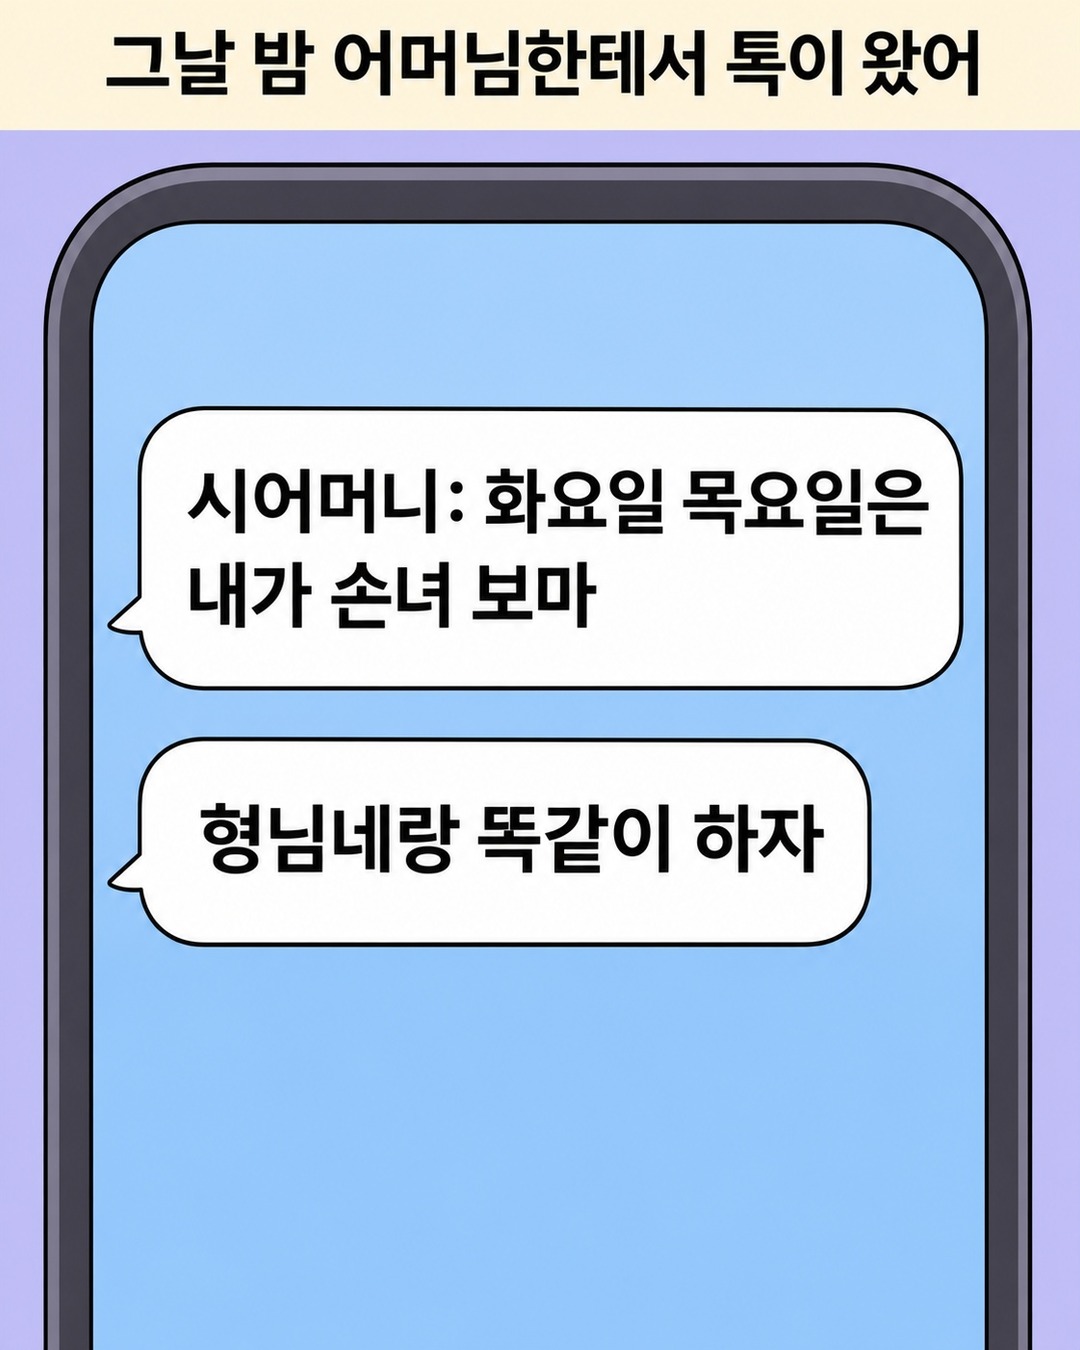 그날 밤 어머님한테서 톡이 왔어
시어머니: 화요일 목요일은
내가 손녀 보마
형님네랑 똑같이 하자